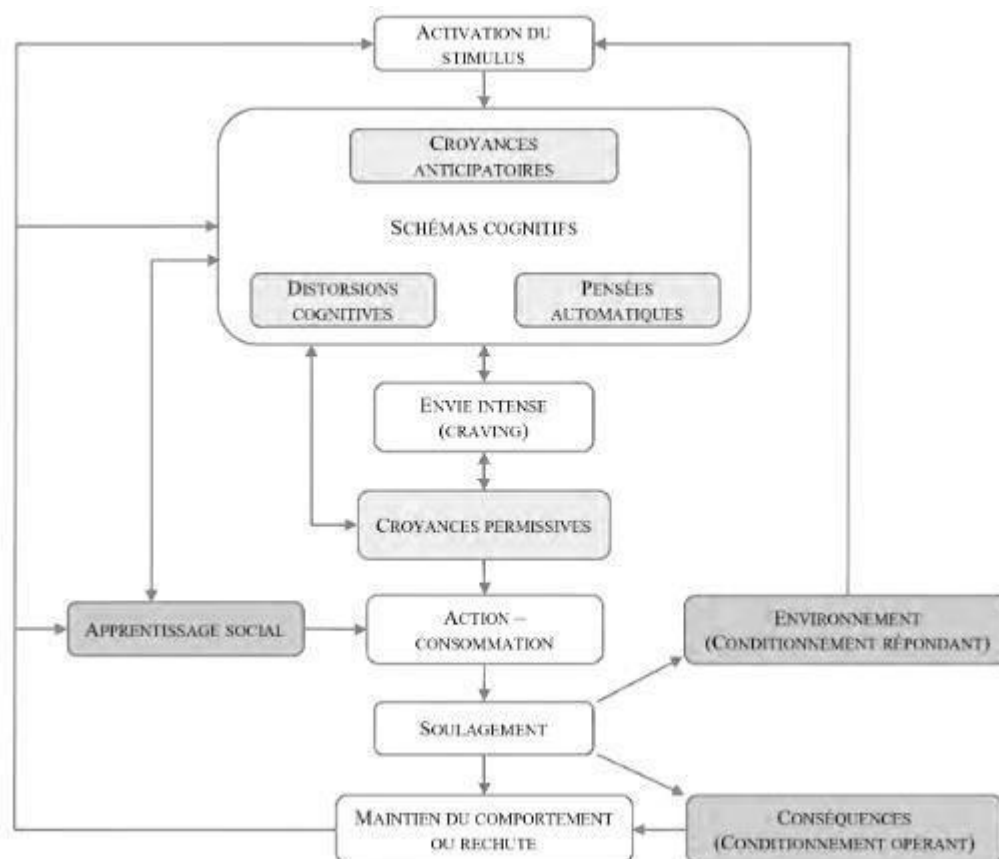 ACTIVATION DU
STIMULUS
CROYANCES
ANTICIPATOIRES
SCHÉMAS COGNITIFS
DISTORSIONS
COGNITIVES
PENSÉES
AUTOMATIQUES
ENVIE INTENSE
(CRAVING)
CROYANCES PERMISSIVES
APPRENTISSAGE SOCIAL
ACTION –
CONSOMMATION
ENVIRONNEMENT
(CONDITIONNEMENT RÉPONDANT)
SOULAGEMENT
MAINTIEN DU COMPORTEMENT
OU RECHUTE
CONSÉQUENCES
(CONDITIONNEMENT OPÉRANT)